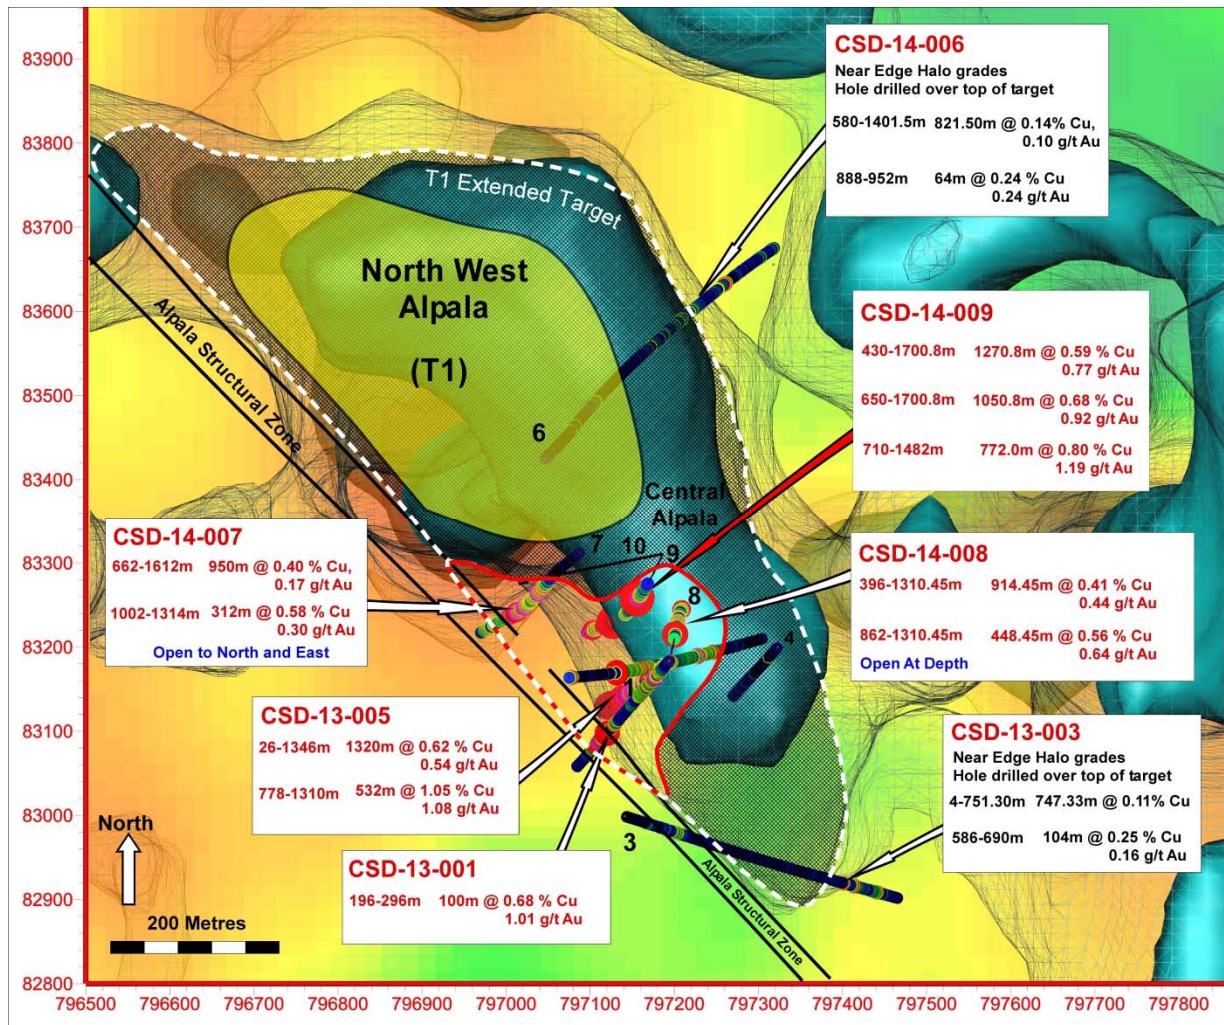 CSD-14-006
Near Edge Halo grades
Hole drilled over top of target
580-1401.5m 821.50m @ 0.14% Cu,
0.10 g/t Au
888-952m 64m @ 0.24 % Cu
0.24 g/t Au
T1 Extended Target
North West
Alpala
(T1)
Alpala Structural Zone
6
CSD-14-009
430-1700.8m 1270.8m @ 0.59 % Cu
0.77 g/t Au
650-1700.8m 1050.8m @ 0.68 % Cu
0.92 g/t Au
710-1482m 772.0m @ 0.80 % Cu
1.19 g/t Au
Central
Alpala
7
10
9
8
4
CSD-14-007
662-1612m 950m @ 0.40 % Cu,
0.17 g/t Au
1002-1314m 312m @ 0.58 % Cu
0.30 g/t Au
Open to North and East
CSD-14-008
396-1310.45m 914.45m @ 0.41 % Cu
0.44 g/t Au
862-1310.45m 448.45m @ 0.56 % Cu
0.64 g/t Au
Open At Depth
CSD-13-005
26-1346m 1320m @ 0.62 % Cu
0.54 g/t Au
778-1310m 532m @ 1.05 % Cu
1.08 g/t Au
CSD-13-003
Near Edge Halo grades
Hole drilled over top of target
4-751.30m 747.33m @ 0.11% Cu
586-690m 104m @ 0.25 % Cu
0.16 g/t Au
3
Alpala Structural Zone
CSD-13-001
196-296m 100m @ 0.68 % Cu
1.01 g/t Au
North
200 Metres
83900
83800
83700
83600
83500
83400
83300
83200
83100
83000
82900
82800
796500 796600 796700 796800 796900 797000 797100 797200 797300 797400 797500 797600 797700 797800